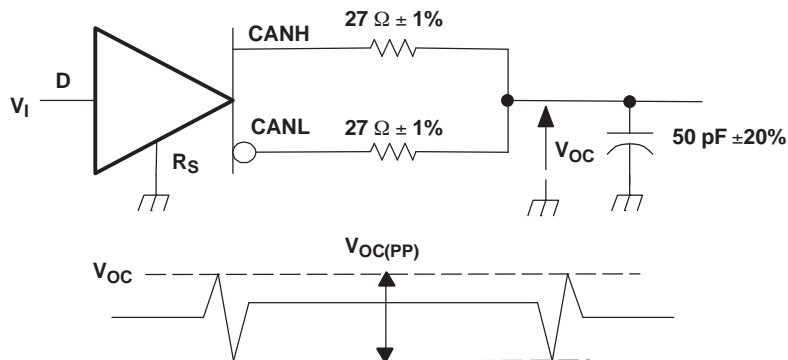 CANH
27 Ω ± 1%
D
VI
CANL
27 Ω ± 1%
RS
VOC
50 pF ±20%
VOC(PP)
VOC